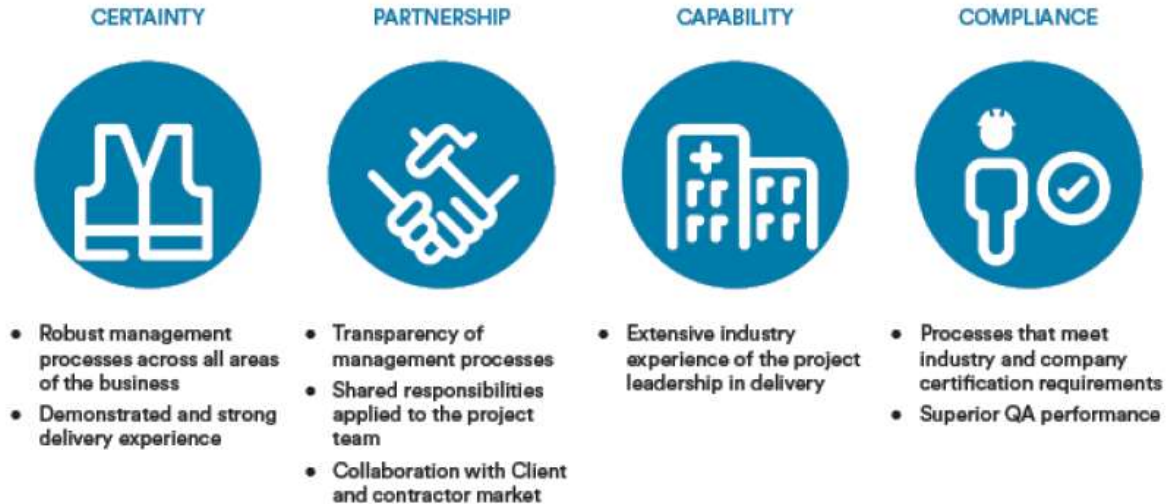 CERTAINTY
PARTNERSHIP
CAPABILITY
COMPLIANCE
● Robust management
processes across all areas
of the business
● Demonstrated and strong
delivery experience
● Transparency of
management processes
● Shared responsibilities
applied to the project
team
● Collaboration with Client
and contractor market
● Extensive industry
experience of the project
leadership in delivery
● Processes that meet
industry and company
certification requirements
● Superior QA performance